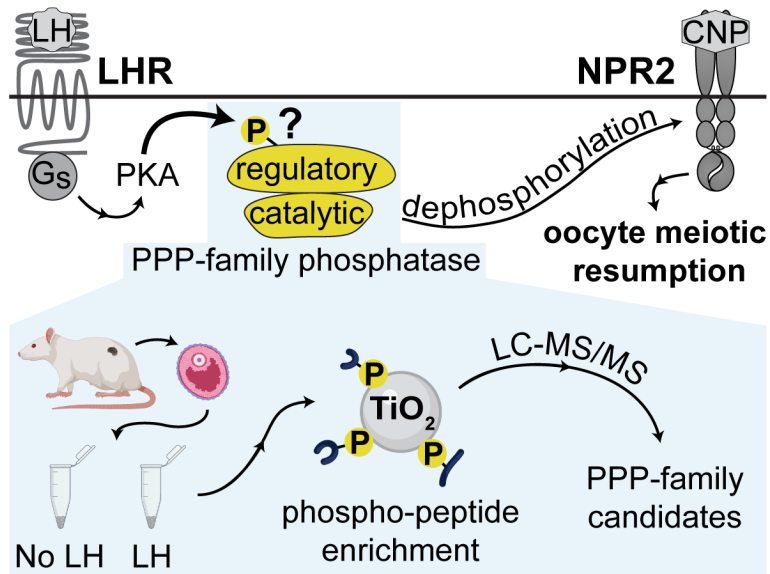 LH
LHR
NPR2
CNP
P
?
Gs
PKA
regulatory
catalytic
dephosphorylation
PPP-family phosphatase
oocyte meiotic
resumption
P
TiO2
P
P
LC-MS/MS
No LH
LH
phospho-peptide
enrichment
PPP-family
candidates